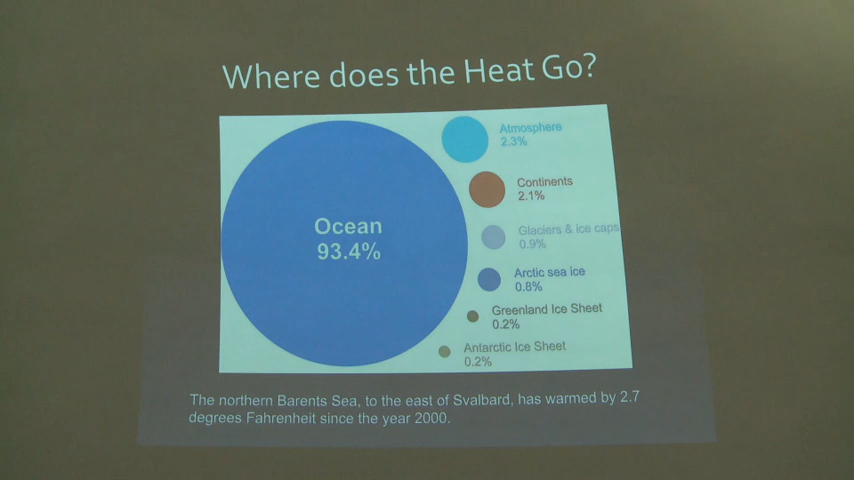 Where does the Heat Go?
Ocean
93.4%
Atmosphere
2.3%
Continents
2.1%
Glaciers & ice caps
0.9%
Arctic sea ice
0.8%
Greenland Ice Sheet
0.2%
Antarctic Ice Sheet
0.2%
The northern Barents Sea, to the east of Svalbard, has warmed by 2.7
degrees Fahrenheit since the year 2000.